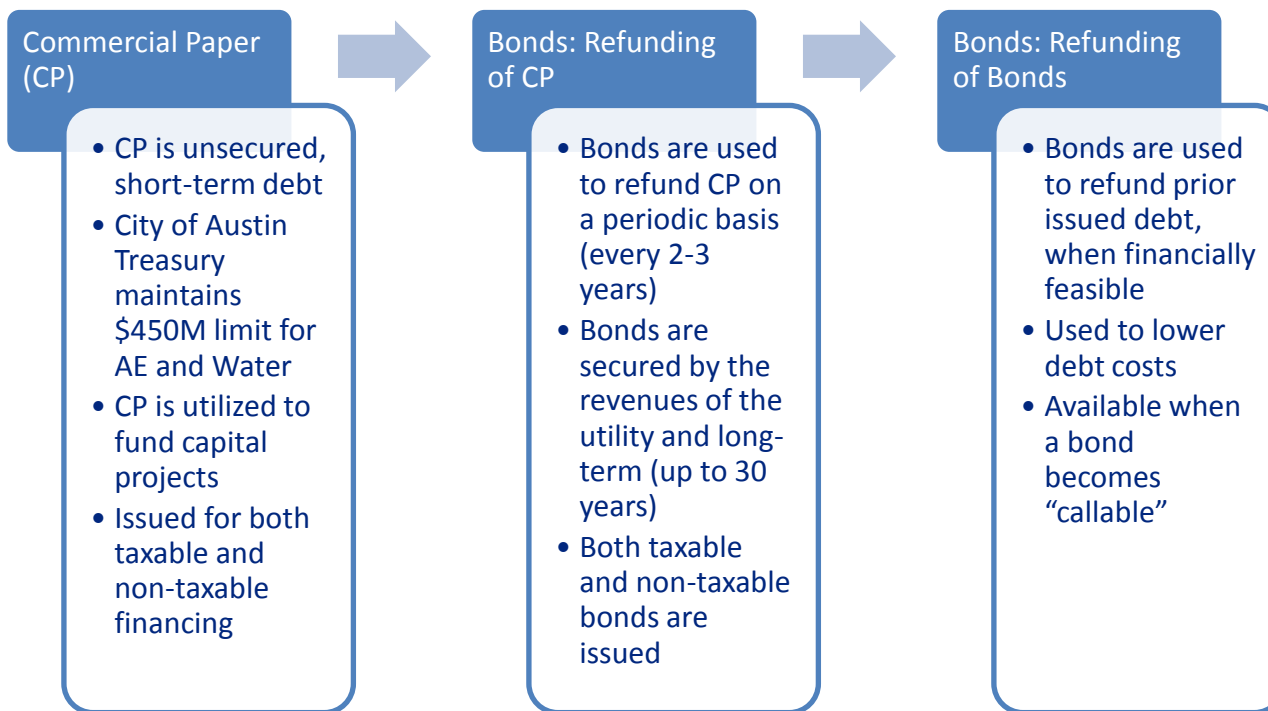 Commercial Paper
(CP)
• CP is unsecured,
short-term debt
• City of Austin
Treasury
maintains
$450M limit for
AE and Water
• CP is utilized to
fund capital
projects
• Issued for both
taxable and
non-taxable
financing
Bonds: Refunding
of CP
• Bonds are used
to refund CP on
a periodic basis
(every 2-3
years)
• Bonds are
secured by the
revenues of the
utility and long-
term (up to 30
years)
• Both taxable
and non-taxable
bonds are
issued
Bonds: Refunding
of Bonds
• Bonds are used
to refund prior
issued debt,
when financially
feasible
• Used to lower
debt costs
• Available when
a bond
becomes
“callable”